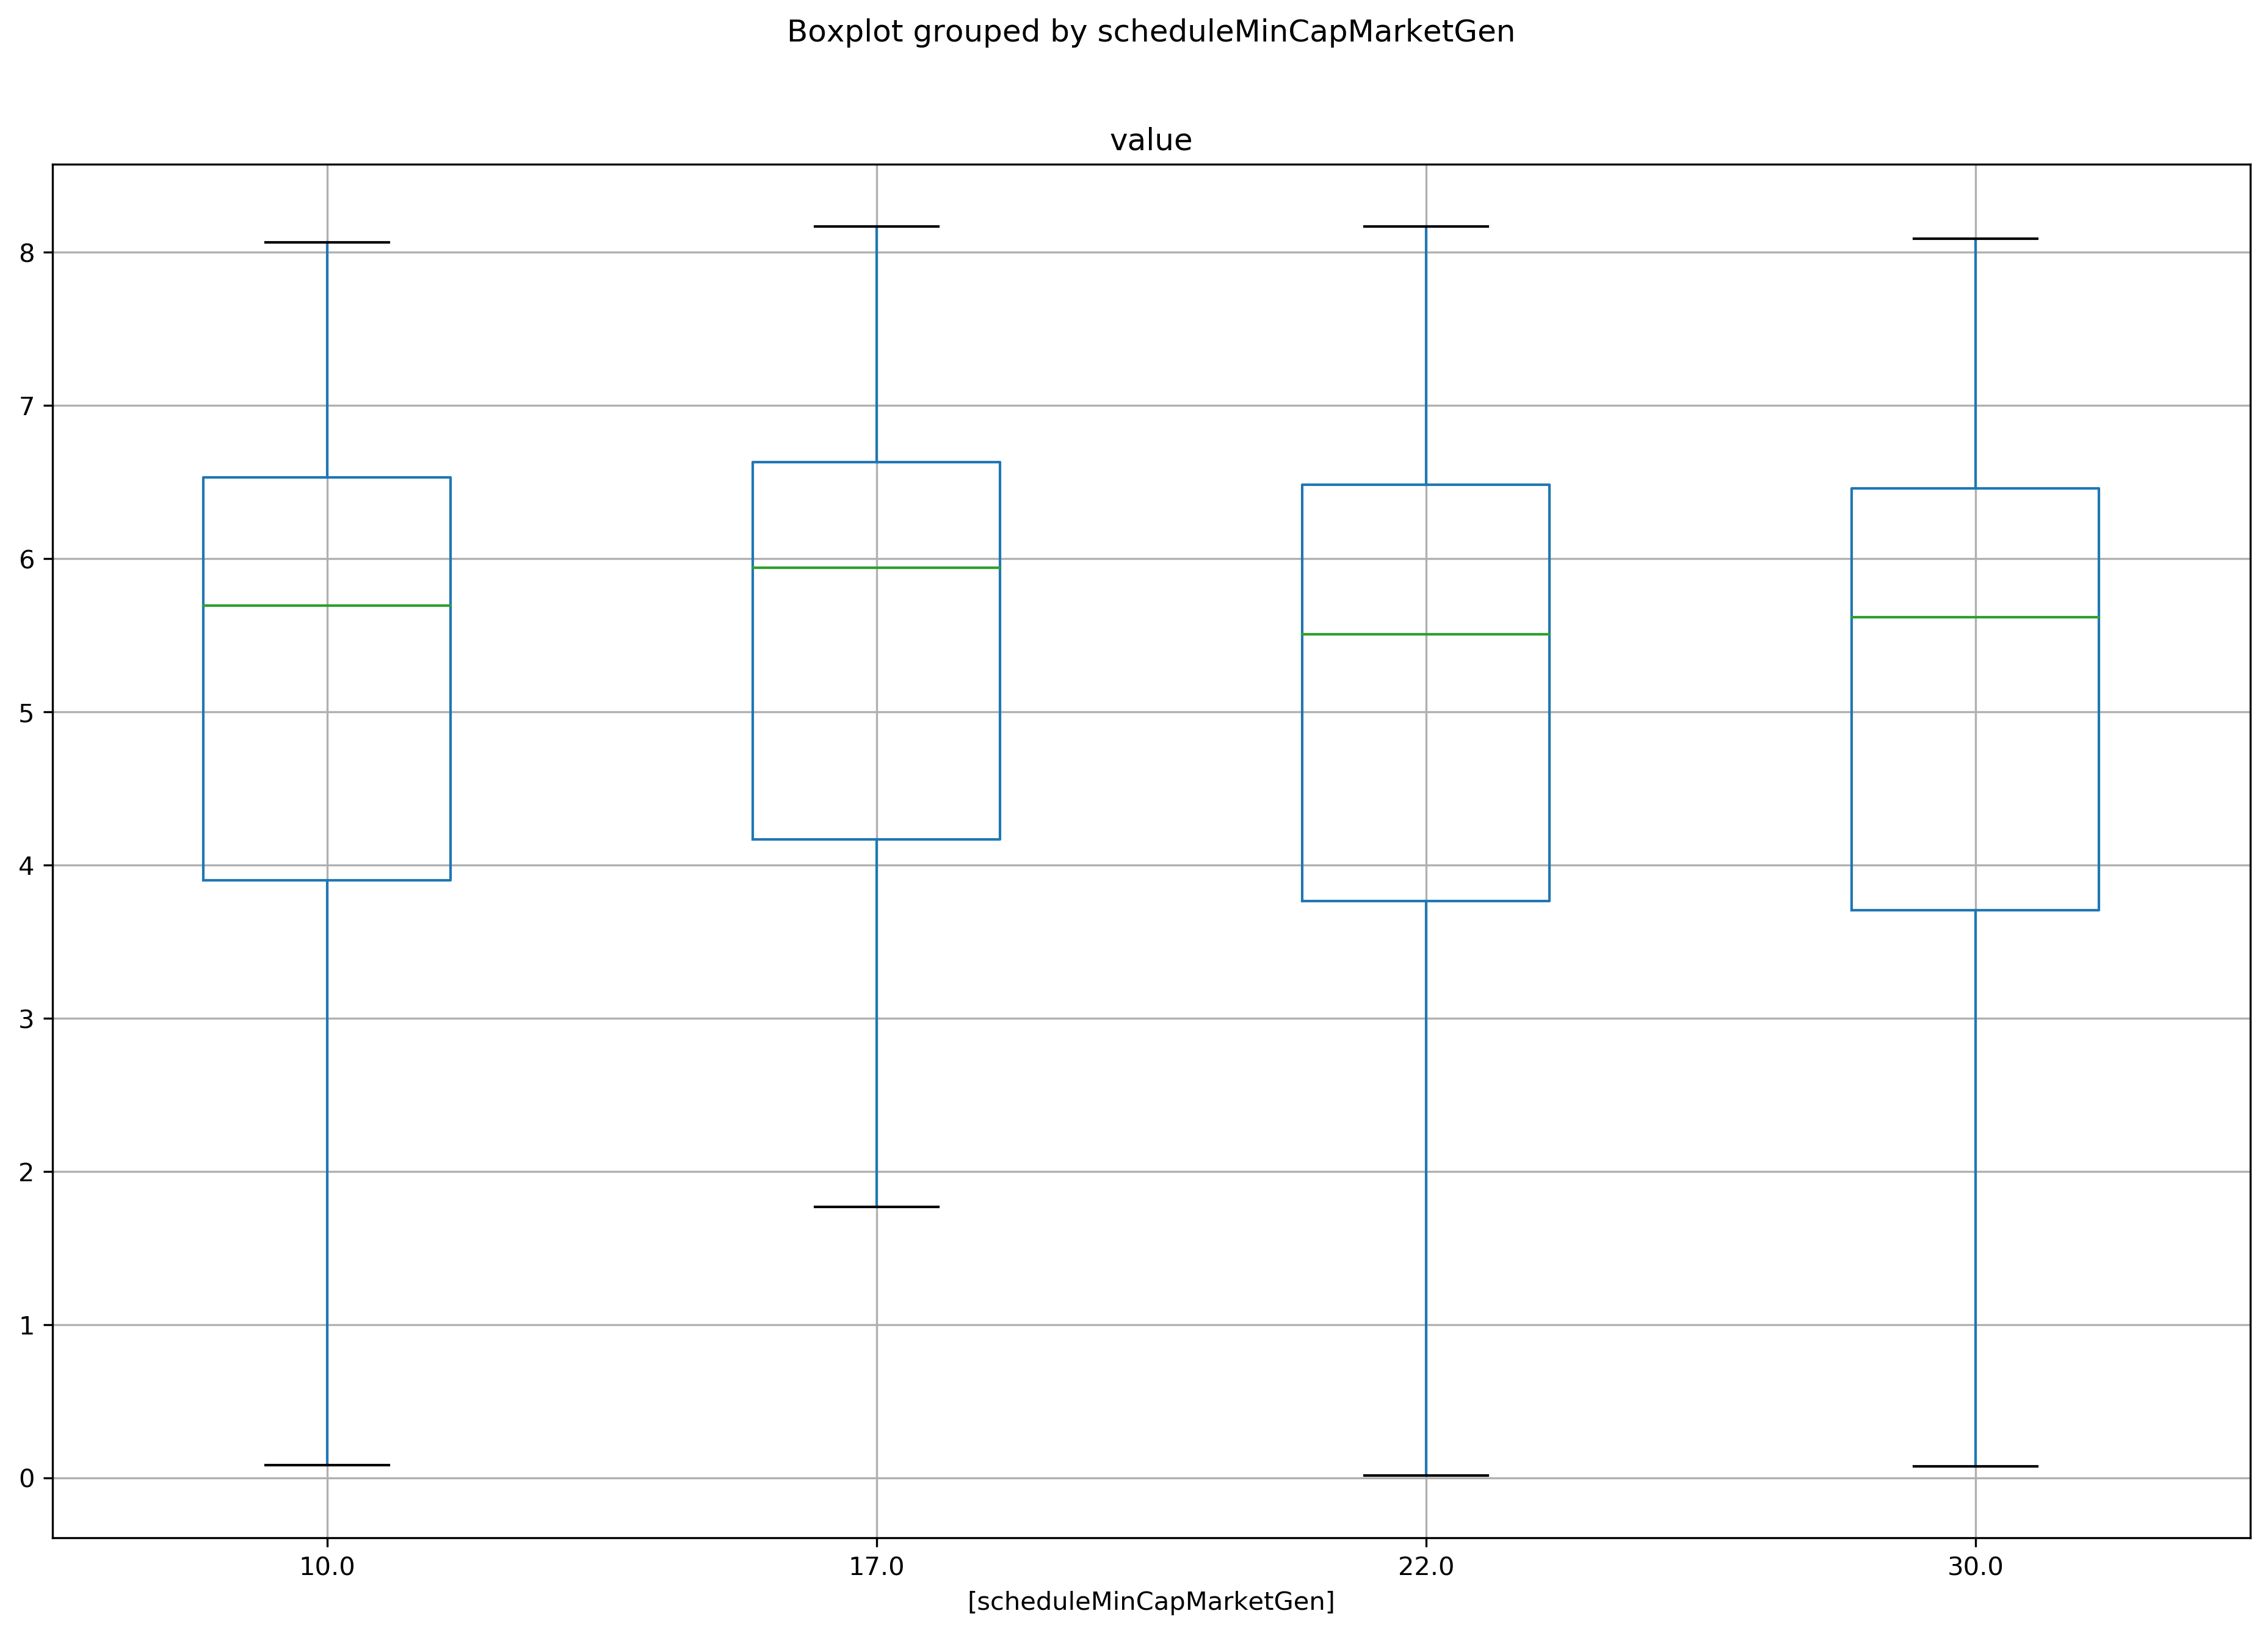 Boxplot grouped by scheduleMinCapMarketGen
value
8
7
6
5
4
3
2
1
0
10.0 17.0 22.0 30.0
[scheduleMinCapMarketGen]